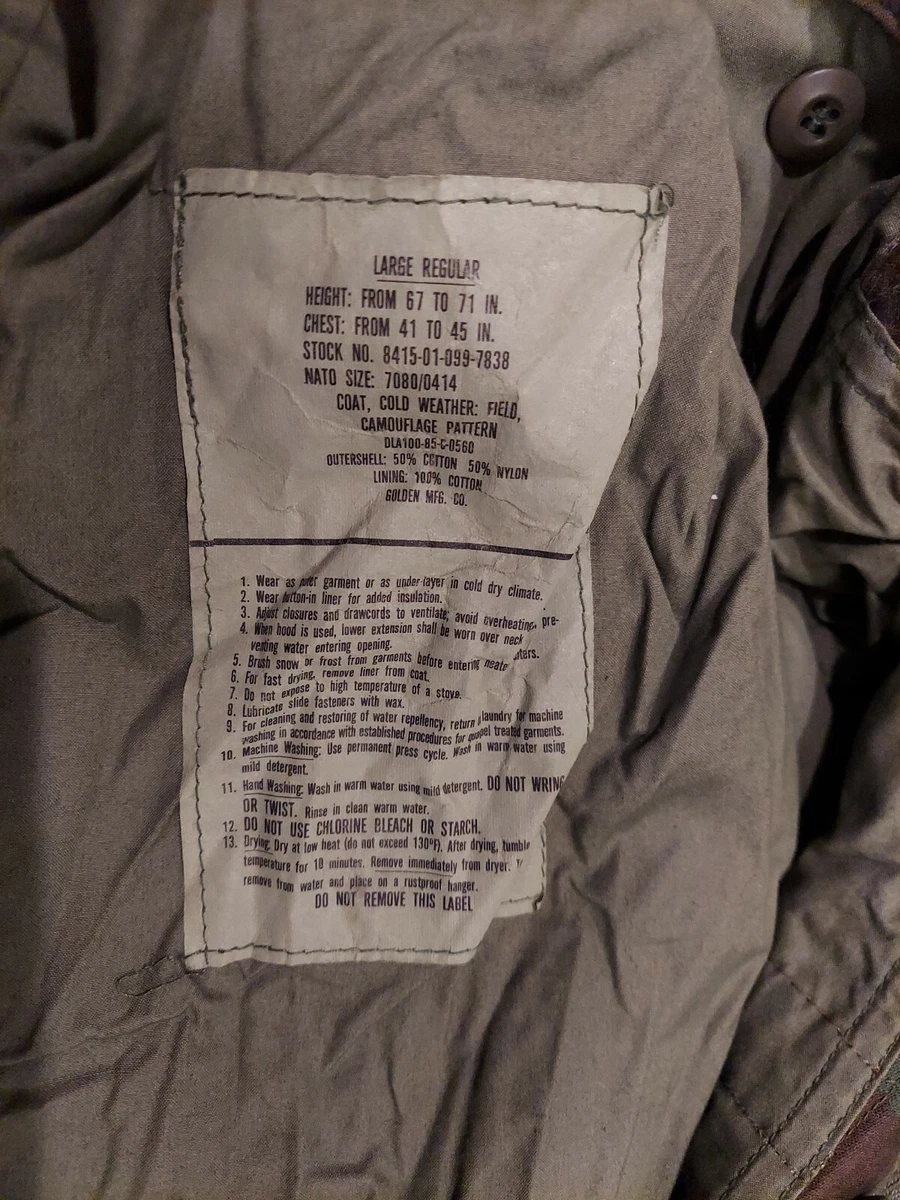 LARGE REGULAR
HEIGHT: FROM 67 TO 71 IN.
CHEST: FROM 41 TO 45 IN.
STOCK NO. 8415-01-099-7838
NATO SIZE: 7080/0414
COAT, COLD WEATHER: FIELD,
CAMOUFLAGE PATTERN
DLA100-85-C-0560
OUTERSHELL: 50% COTTON 50% NYLON
LINING: 100% COTTON
GOLDEN MFG. CO.
1. Wear as outer garment or as under-layer in cold dry climate.
2. Wear button-in liner for added insulation.
3. Adjust closures and drawcords to ventilate; avoid overheating, pre-
4. When hood is used, lower extension shall be worn over neck
venting water entering opening.
5. Brush snow or frost from garments before entering
6. For fast drying, remove liner from coat.
7. Do not expose to high temperature of a stove.
8. Lubricate slide fasteners with wax.
9. For cleaning and restoring of water repellency, return laundry for machine
washing in accordance with established procedures for treated garments.
10. Machine Washing: Use permanent press cycle. Wash in warm water using
mild detergent.
11. Hand Washing: Wash in warm water using mild detergent. DO NOT WRING
OR TWIST. Rinse in clean warm water.
12. DO NOT USE CHLORINE BLEACH OR STARCH.
13. Drying: Dry at low heat (do not exceed 130°F). After drying, tumble
temperature for 10 minutes. Remove immediately from dryer.
remove from water and place on a rustproof hanger.
DO NOT REMOVE THIS LABEL